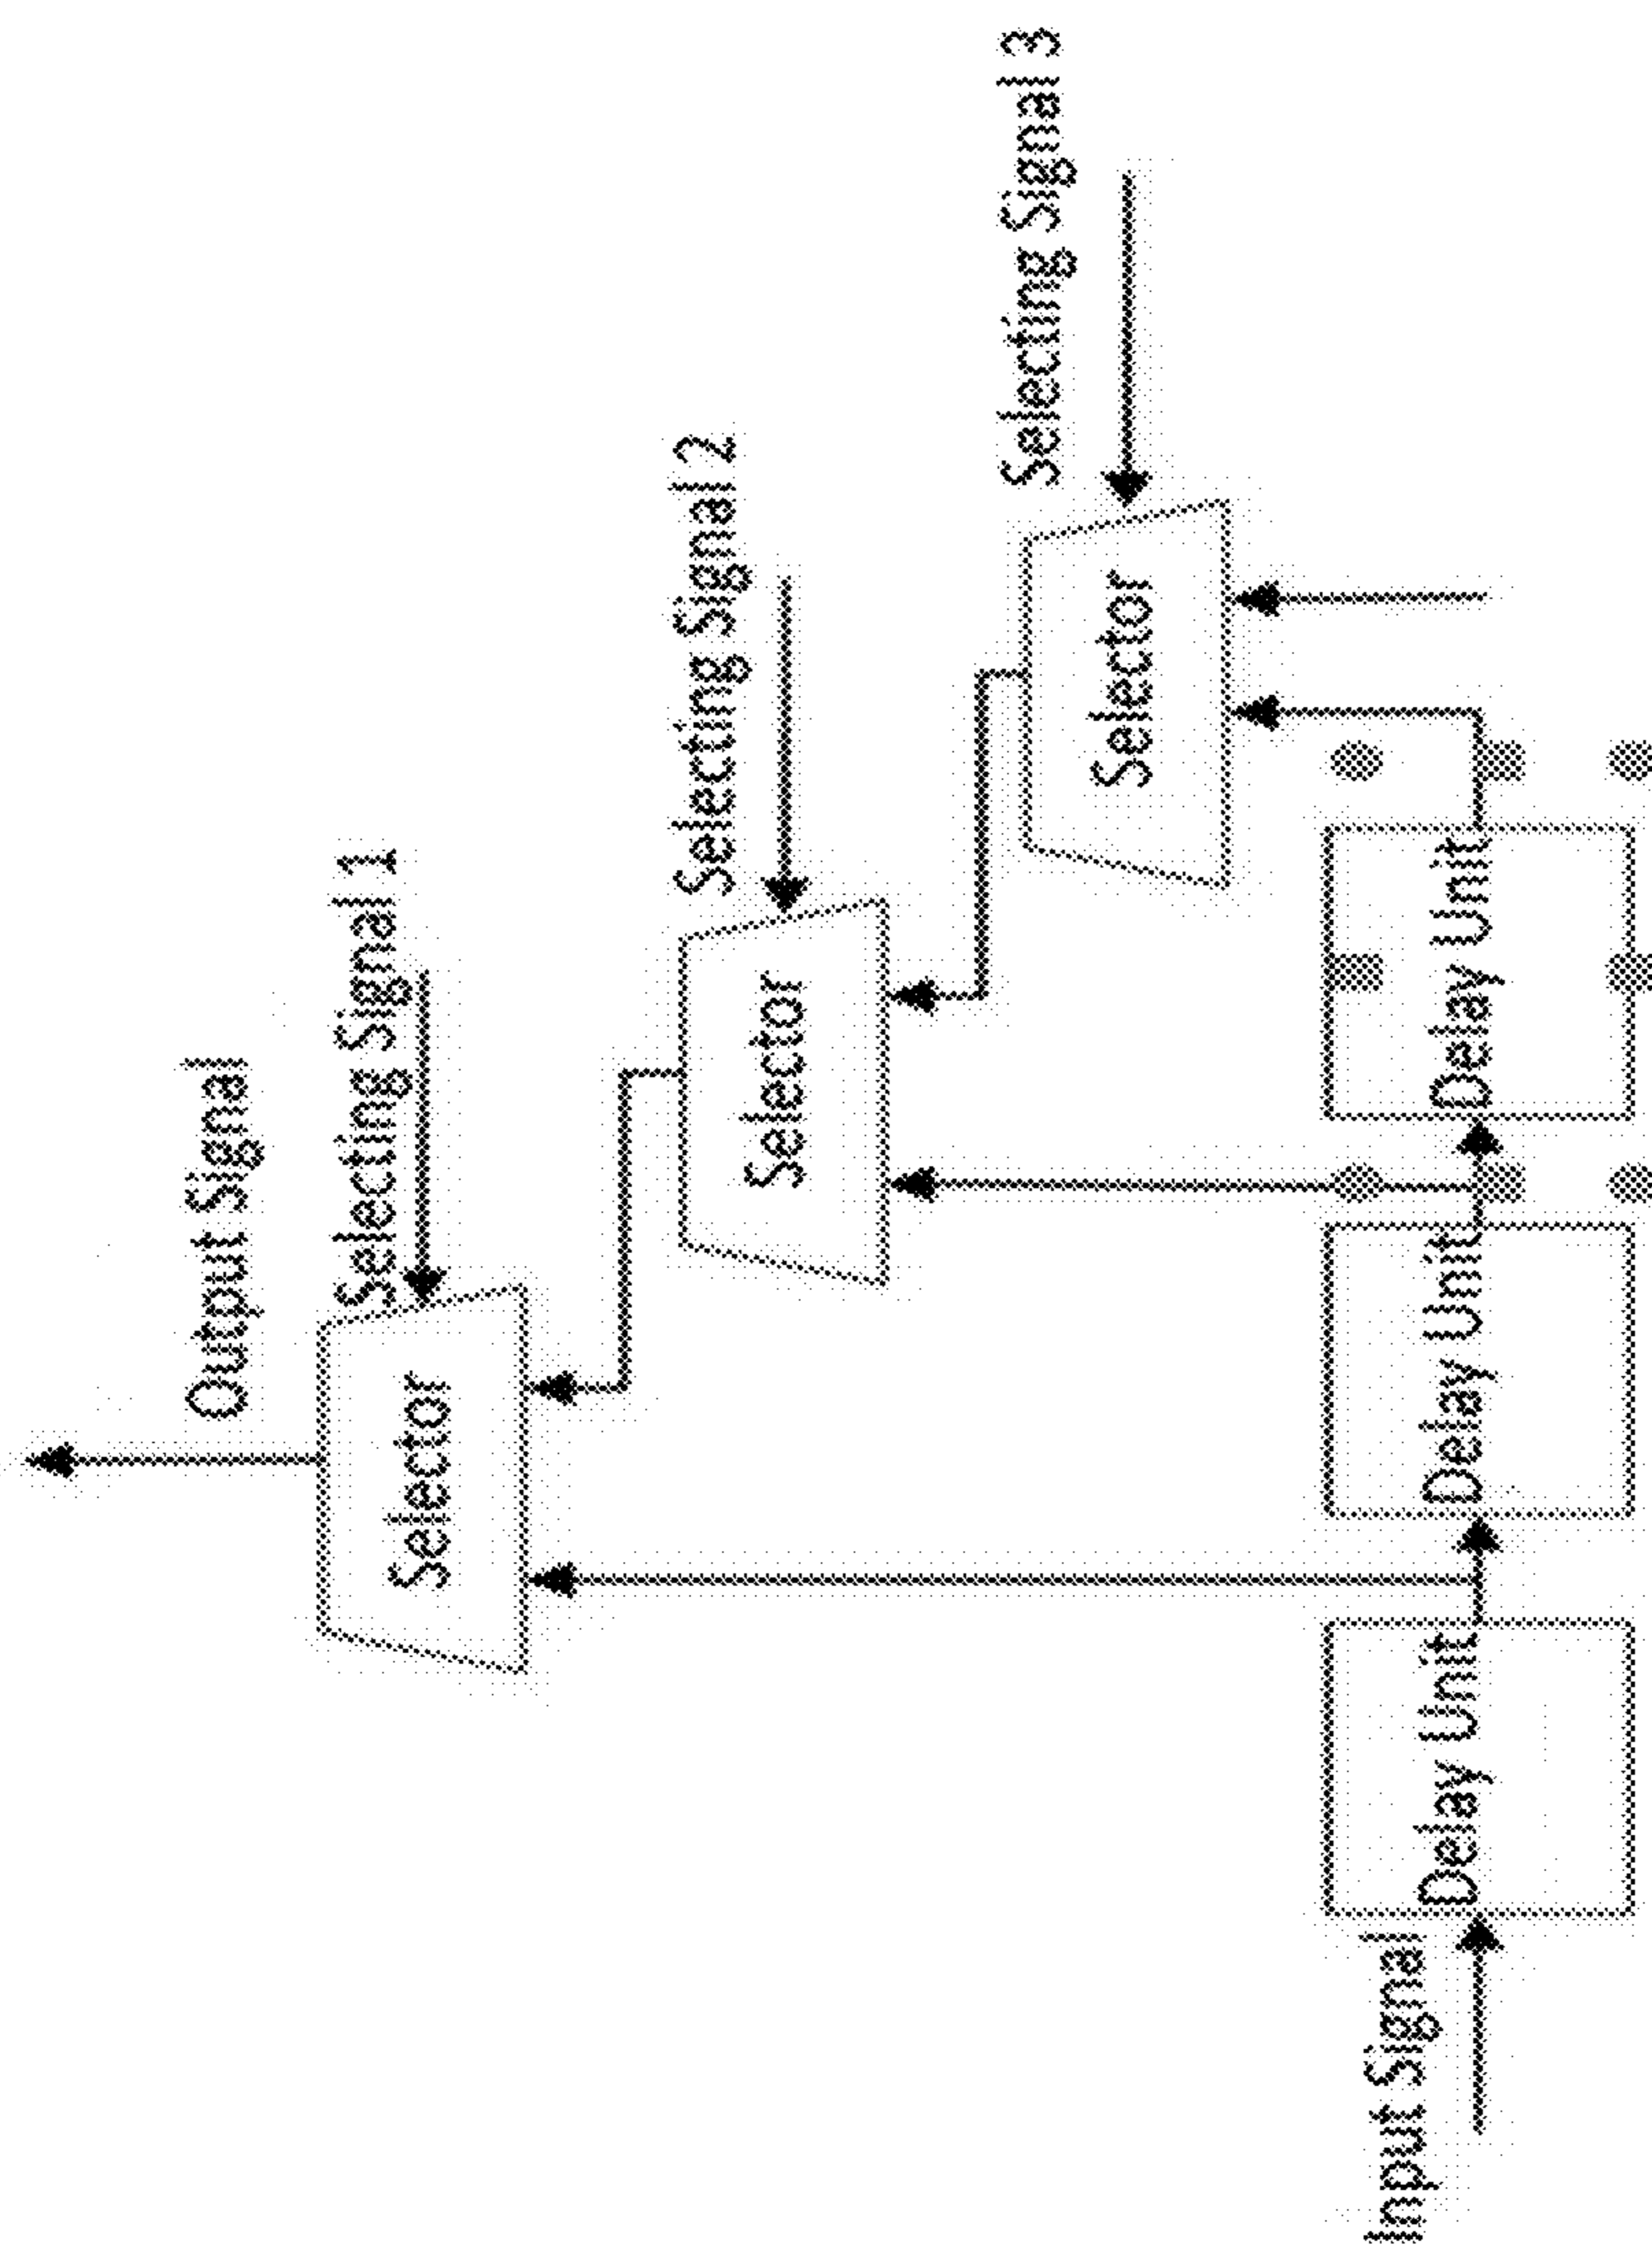 Output Signal
Selecting Signal 1
Selector
Selecting Signal 2
Selector
Selecting Signal 3
Selector
Input Signal
Delay Unit
Delay Unit
Delay Unit